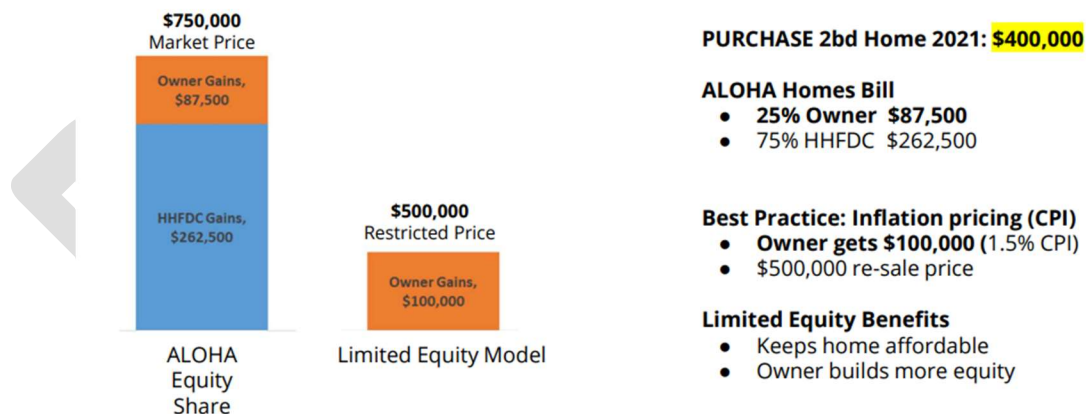 $750,000
Market Price
Owner Gains,
$87,500
HHFDC Gains,
$262,500
ALOHA
Equity
Share
$500,000
Restricted Price
Owner Gains,
$100,000
Limited Equity Model
PURCHASE 2bd Home 2021: $400,000
ALOHA Homes Bill
● 25% Owner $87,500
● 75% HHFDC $262,500
Best Practice: Inflation pricing (CPI)
● Owner gets $100,000 (1.5% CPI)
● $500,000 re-sale price
Limited Equity Benefits
● Keeps home affordable
● Owner builds more equity